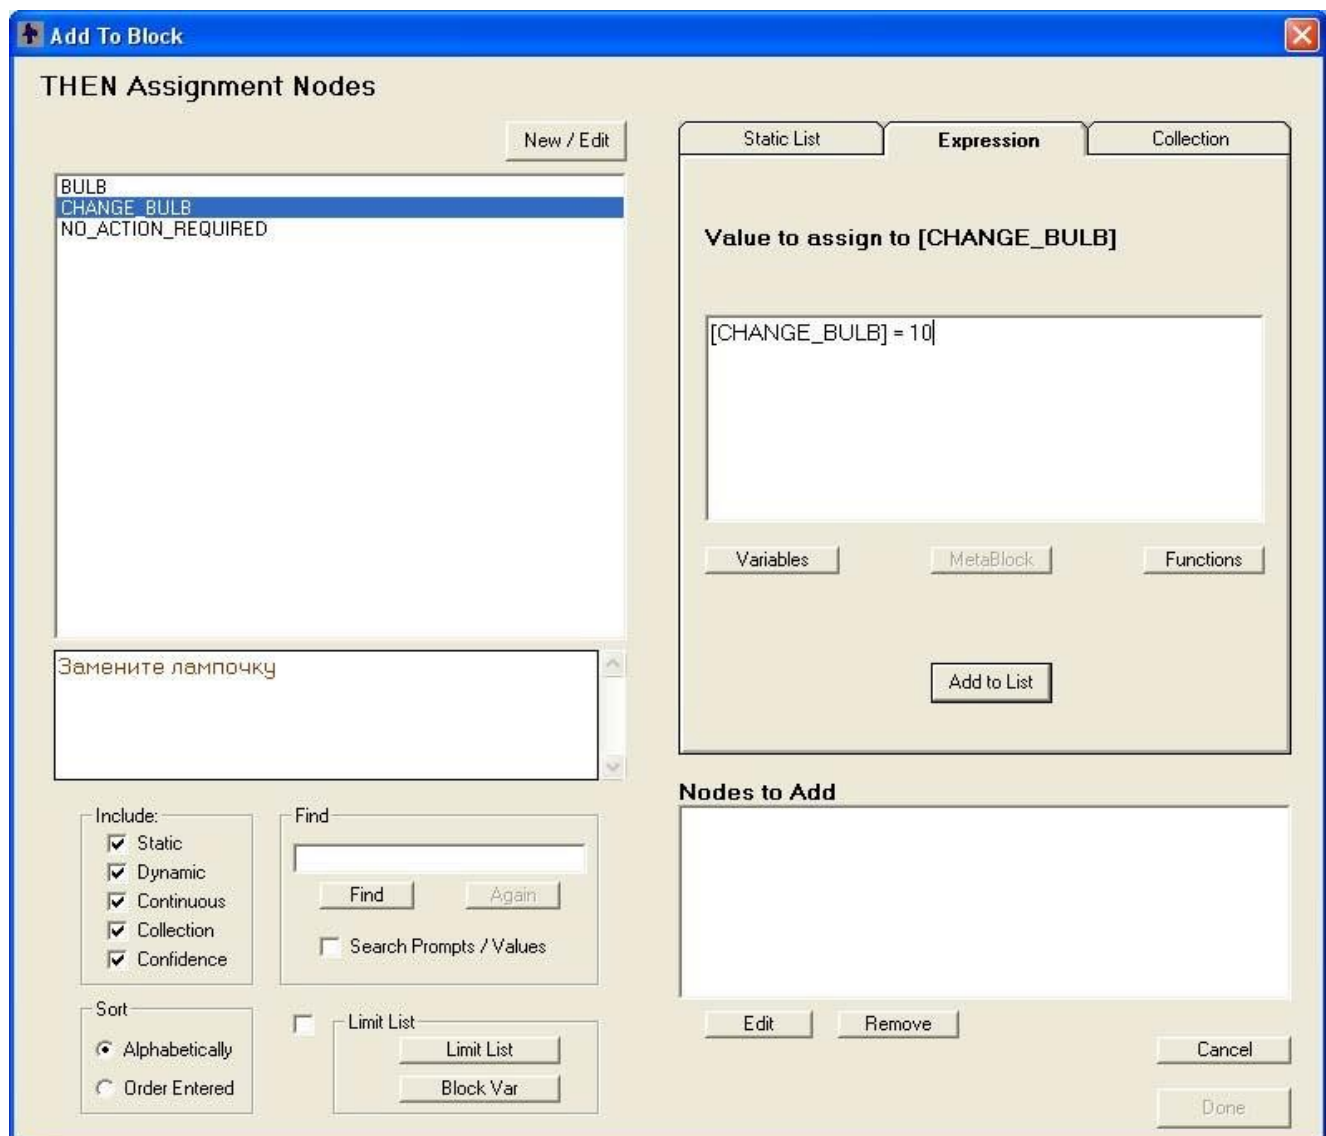 Add To Block
THEN Assignment Nodes
New / Edit
BULB
CHANGE_BULB
NO_ACTION_REQUIRED
Замените лампочку
Include:
Static
Dynamic
Continuous
Collection
Confidence
Find
Find
Again
Search Prompts / Values
Sort
Alphabetically
Order Entered
Limit List
Limit List
Block Var
Static List
Expression
Collection
Value to assign to [CHANGE_BULB]
[CHANGE_BULB] = 10
Variables
MetaBlock
Functions
Add to List
Nodes to Add
Edit
Remove
Cancel
Done